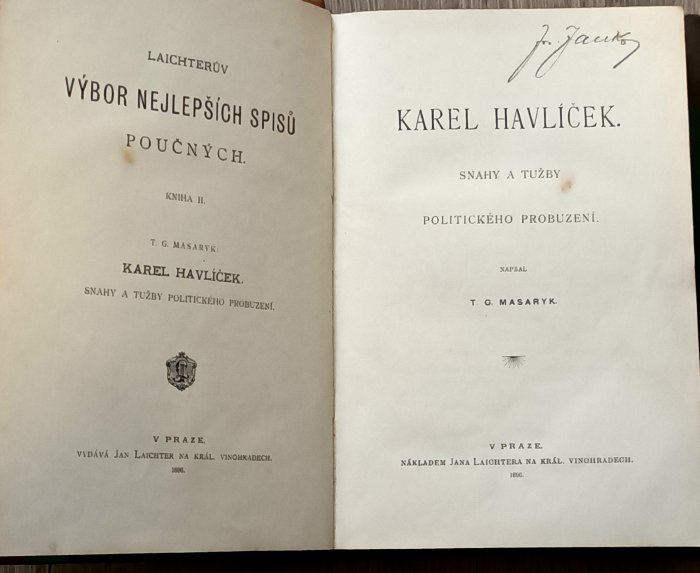 LAICHTERŮV
VÝBOR NEJLEPŠÍCH SPISŮ
POUČNÝCH.
KNIHA II.
T. G. MASARYK:
KAREL HAVLÍČEK.
SNAHY A TUŽBY POLITICKÉHO PROBUZENÍ.
V PRAZE.
VYDÁVÁ JAN LAICHTER NA KRÁL. VINOHRADECH.
1896.
KAREL HAVLÍČEK.
SNAHY A TUŽBY
POLITICKÉHO PROBUZENÍ.
NAPSAL
T. G. MASARYK.
V PRAZE.
NÁKLADEM JANA LAICHTERA NA KRÁL. VINOHRADECH.
1896.